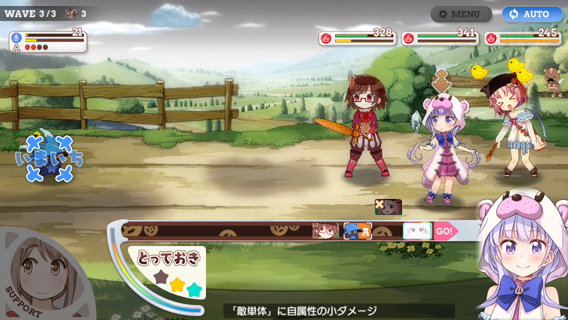 WAVE 3/3 3
MENU
AUTO
21
A
328
341
245
いまいち
A
GO!
とっておき
SUPPORT
「敵単体」に自属性の小ダメージ